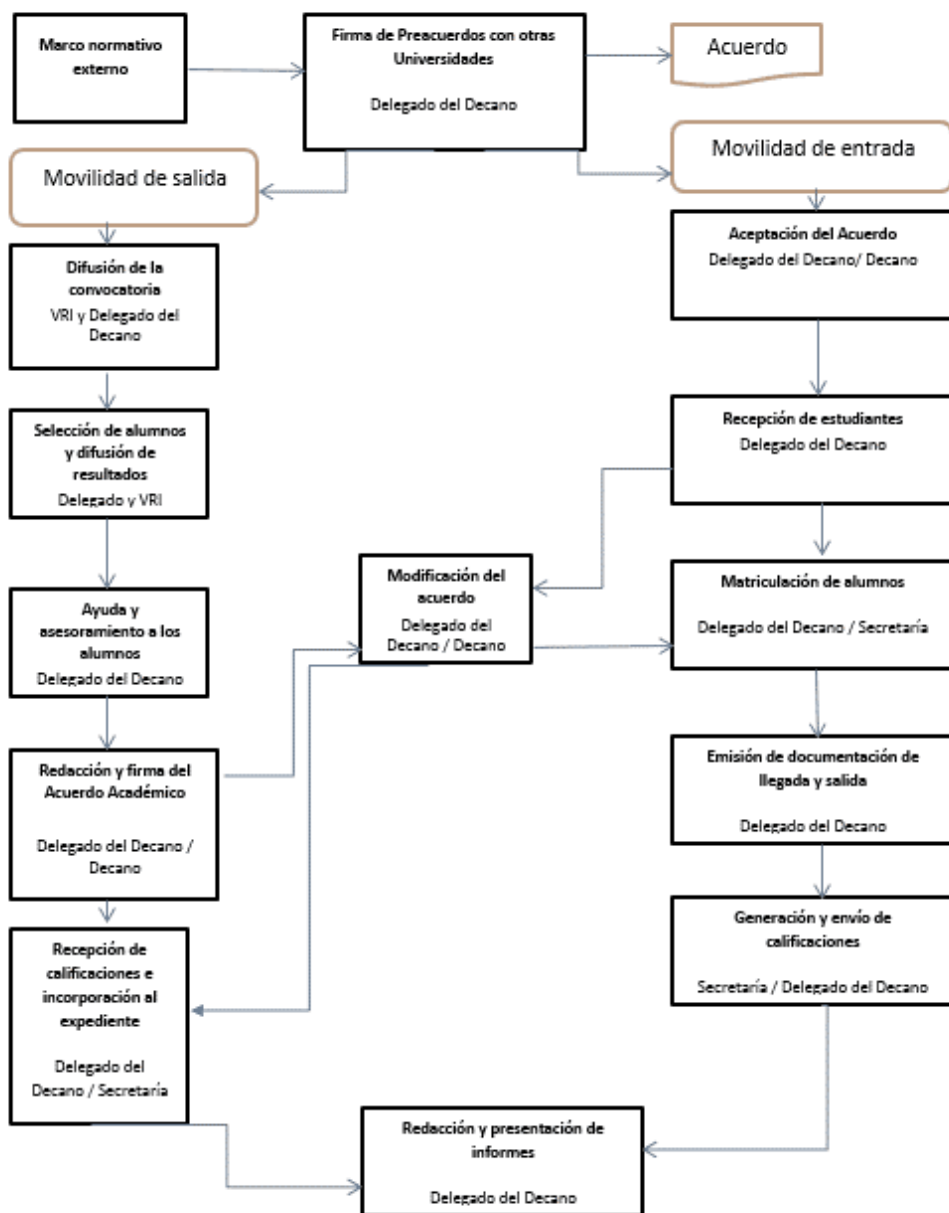 Marco normativo
externo
Firma de Preacuerdos con otras
Universidades
Delegado del Decano
Acuerdo
Movilidad de salida
Movilidad de entrada
Difusión de la
convocatoria
VRI y Delegado del
Decano
Aceptación del Acuerdo
Delegado del Decano/ Decano
Selección de alumnos
y difusión de
resultados
Delegado y VRI
Recepción de estudiantes
Delegado del Decano
Ayuda y
asesoramiento a los
alumnos
Delegado del Decano
Modificación del
acuerdo
Delegado del
Decano / Decano
Matriculación de alumnos
Delegado del Decano / Secretaría
Redacción y firma del
Acuerdo Académico
Delegado del Decano /
Decano
Emisión de documentación de
llegada y salida
Delegado del Decano
Recepción de
calificaciones e
incorporación al
expediente
Delegado del
Decano / Secretaría
Generación y envío de
calificaciones
Secretaría / Delegado del Decano
Redacción y presentación de
informes
Delegado del Decano